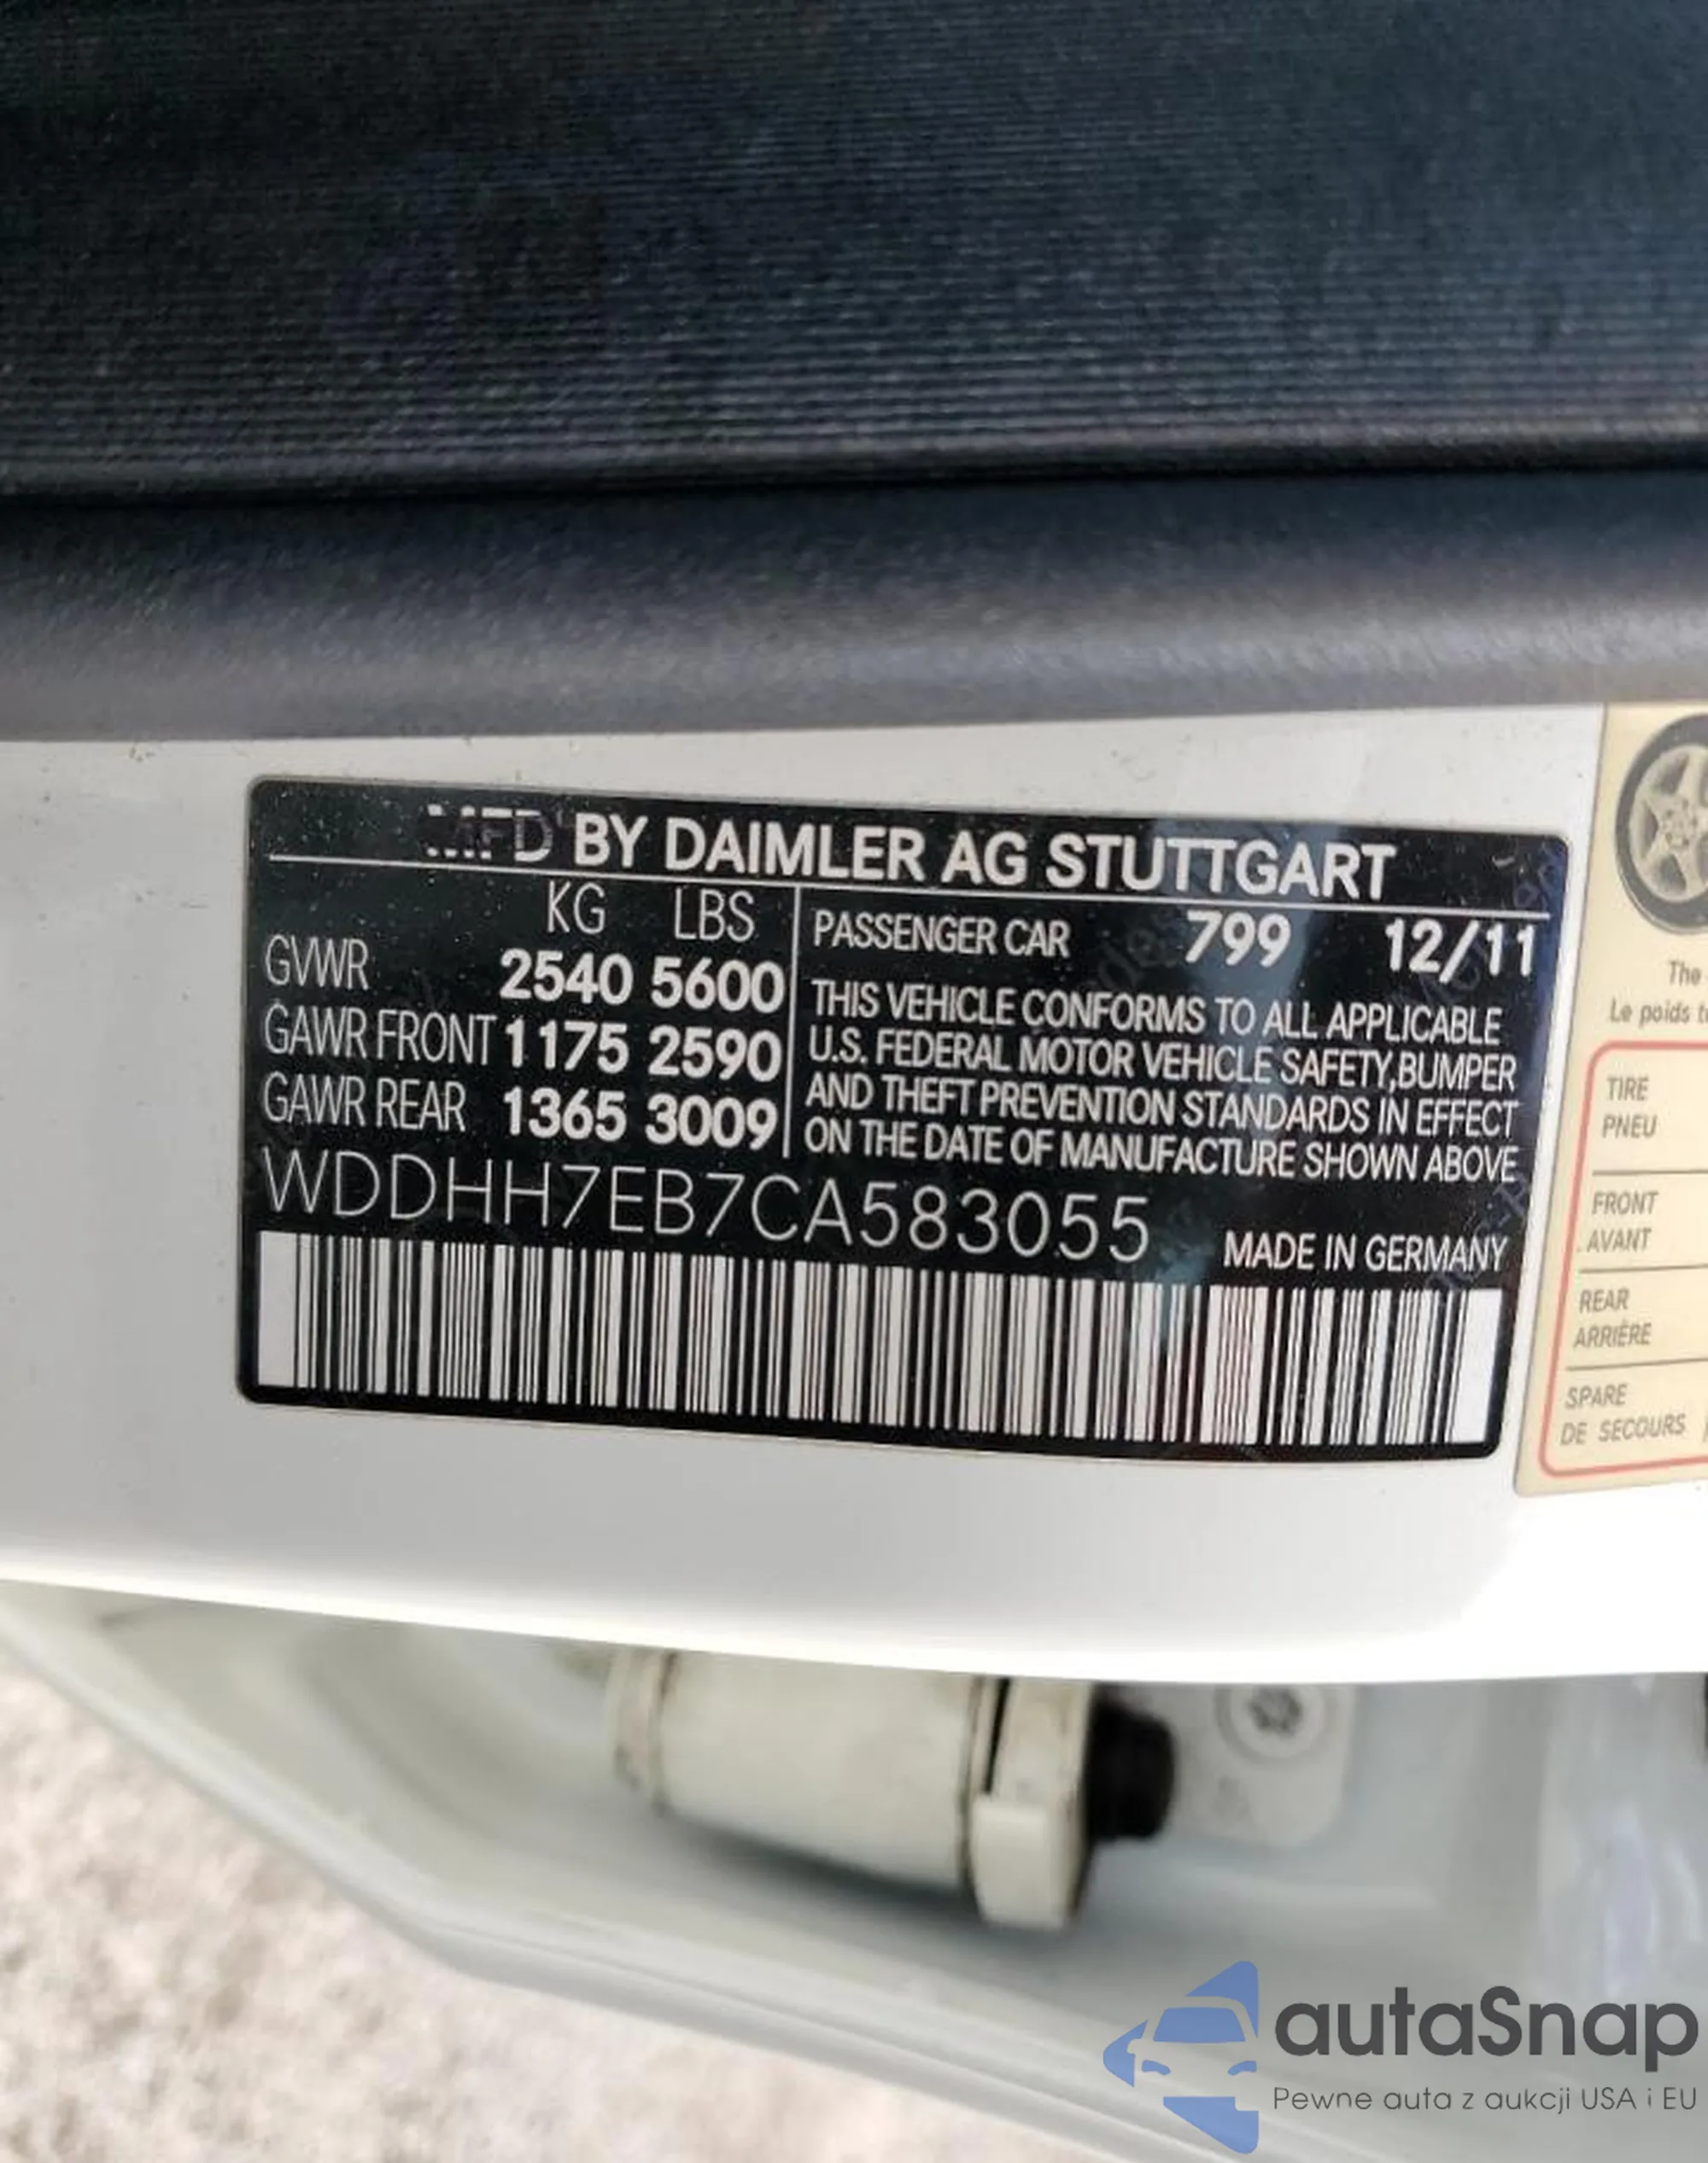 MFD BY DAIMLER AG STUTTGART
KG LBS
GVWR 2540 5600
GAWR FRONT 1175 2590
GAWR REAR 1365 3009
PASSENGER CAR 799 12/11
THIS VEHICLE CONFORMS TO ALL APPLICABLE
U.S. FEDERAL MOTOR VEHICLE SAFETY,BUMPER
AND THEFT PREVENTION STANDARDS IN EFFECT
ON THE DATE OF MANUFACTURE SHOWN ABOVE
WDDHH7EB7CA583055
MADE IN GERMANY
The
Le poids
TIRE
PNEU
FRONT
AVANT
REAR
ARRIÈRE
SPARE
DE SECOURS
autaSnap
Pewne auta z aukcji USA i EU